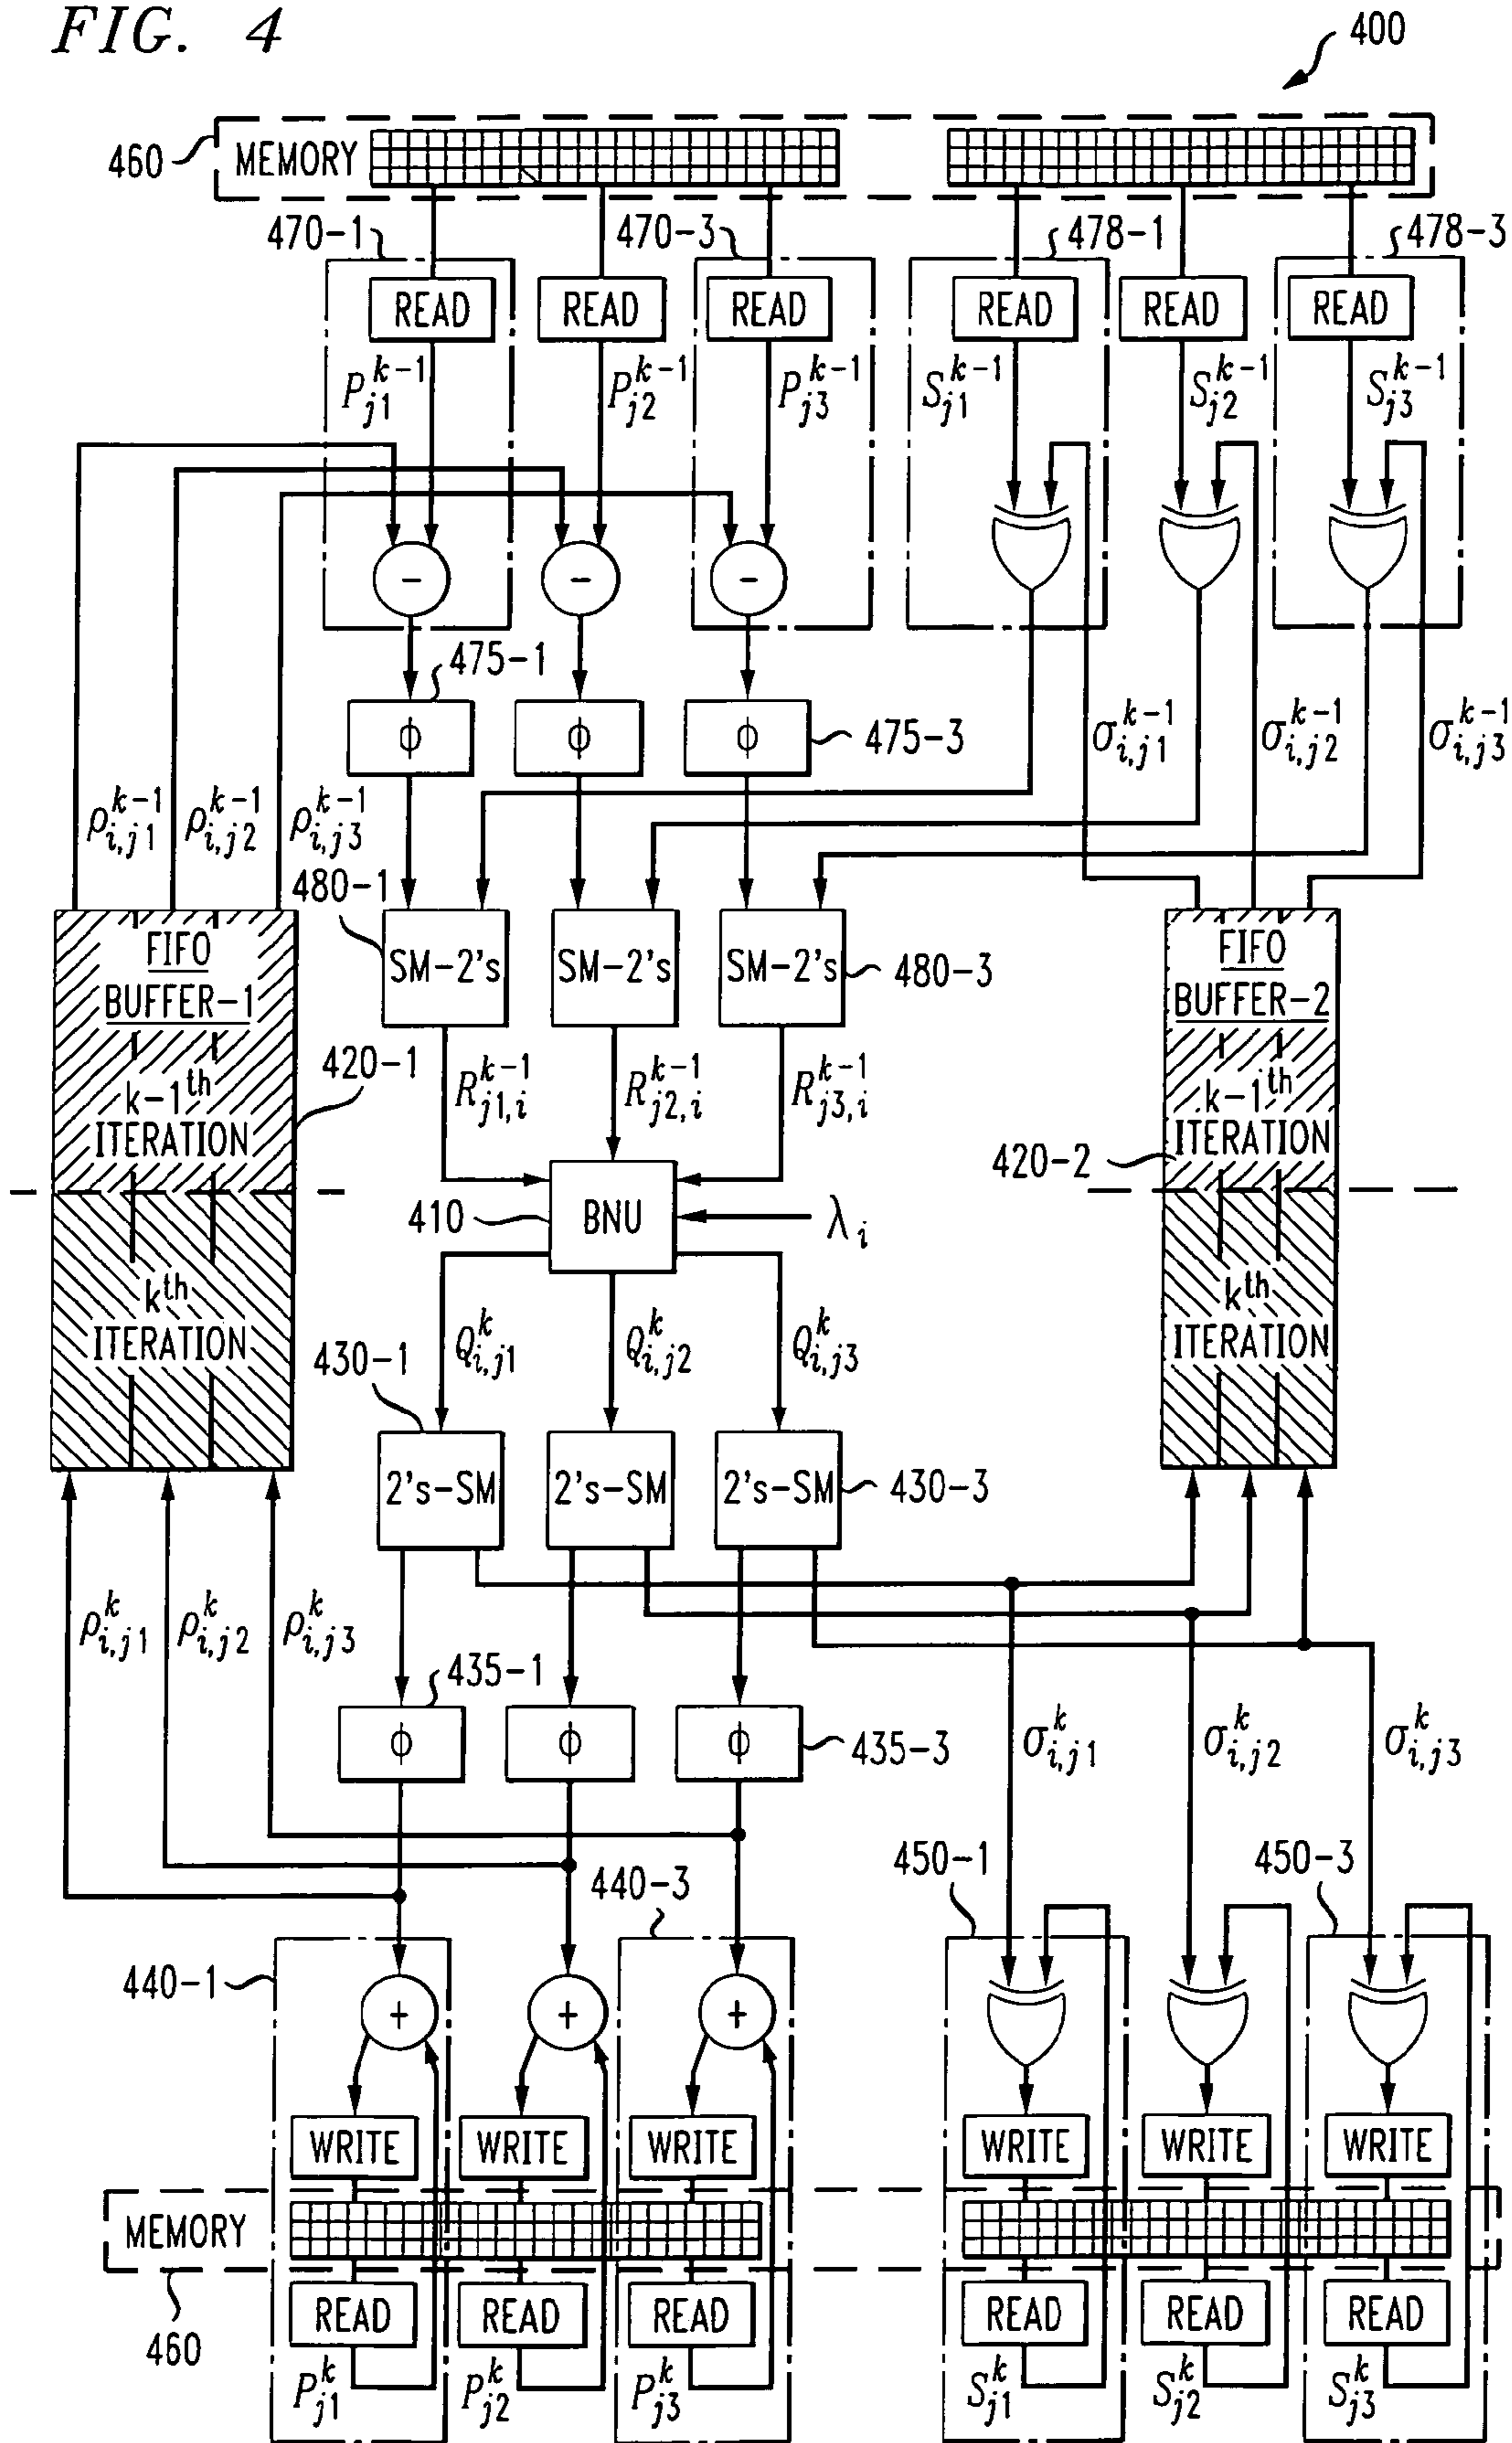 FIG. 4
400
460
MEMORY
470-1
470-3
478-1
478-3
READ
READ
READ
READ
READ
READ
P_{j1}^{k-1}
P_{j2}^{k-1}
P_{j3}^{k-1}
S_{j1}^{k-1}
S_{j2}^{k-1}
S_{j3}^{k-1}
-
-
-
475-1
ϕ
ϕ
ϕ
475-3
σ_{i,j1}^{k-1}
σ_{i,j2}^{k-1}
σ_{i,j3}^{k-1}
ρ_{i,j1}^{k-1}
ρ_{i,j2}^{k-1}
ρ_{i,j3}^{k-1}
480-1
FIFO
BUFFER-1
SM-2's
SM-2's
SM-2's
480-3
FIFO
BUFFER-2
420-1
k-1th
ITERATION
R_{j1,i}^{k-1}
R_{j2,i}^{k-1}
R_{j3,i}^{k-1}
k-1th
ITERATION
420-2
410
BNU
λ_i
kth
ITERATION
kth
ITERATION
430-1
Q_{i,j1}^{k}
Q_{i,j2}^{k}
Q_{i,j3}^{k}
2's-SM
2's-SM
2's-SM
430-3
ρ_{i,j1}^{k}
ρ_{i,j2}^{k}
ρ_{i,j3}^{k}
435-1
ϕ
ϕ
ϕ
435-3
σ_{i,j1}^{k}
σ_{i,j2}^{k}
σ_{i,j3}^{k}
440-3
450-1
450-3
440-1
+
+
+
WRITE
WRITE
WRITE
WRITE
WRITE
WRITE
MEMORY
READ
READ
READ
READ
READ
READ
460
P_{j1}^{k}
P_{j2}^{k}
P_{j3}^{k}
S_{j1}^{k}
S_{j2}^{k}
S_{j3}^{k}